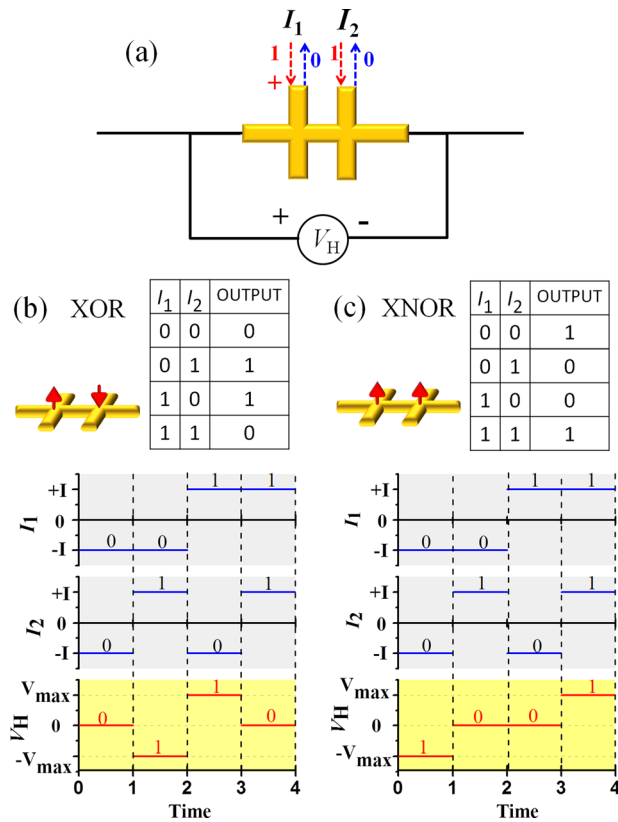 I1 I2
(a)
1 0 1 0
+
+ VH -
(b) XOR
I1 I2 OUTPUT
0 0 0
0 1 1
1 0 1
1 1 0
(c) XNOR
I1 I2 OUTPUT
0 0 1
0 1 0
1 0 0
1 1 1
+I 1 1
I1 0
-I 0 0
+I 1 1
I2 0
-I 0 0
Vmax 1
VH 0 0 0
-Vmax 1
0 1 2 3 4
Time
+I 1 1
I1 0
-I 0 0
+I 1 1
I2 0
-I 0 0
Vmax 1
VH 0 0 0
-Vmax 1
0 1 2 3 4
Time